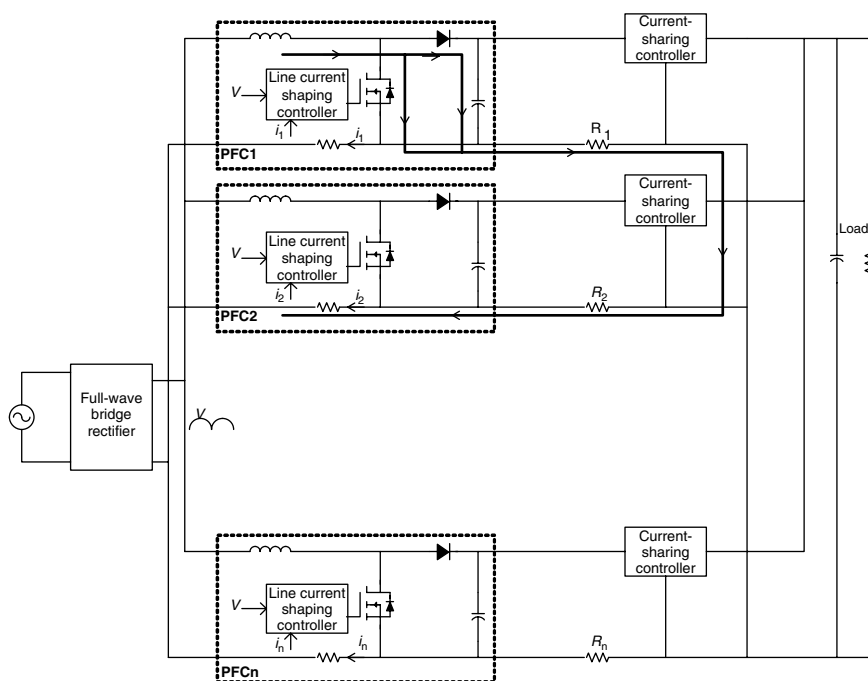 Current-
sharing
controller
V
Line current
shaping
controller
i1
i1
R1
PFC1
Current-
sharing
controller
V
Line current
shaping
controller
i2
i2
R2
PFC2
Load
Full-wave
bridge
rectifier
V
Current-
sharing
controller
V
Line current
shaping
controller
in
in
Rn
PFCn